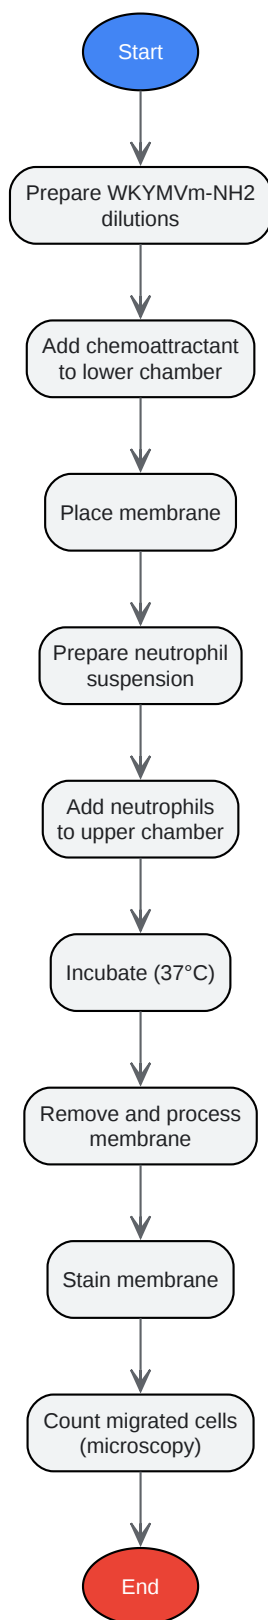 Start
Prepare WKYMVm-NH2
dilutions
Add chemoattractant
to lower chamber
Place membrane
Prepare neutrophil
suspension
Add neutrophils
to upper chamber
Incubate (37°C)
Remove and process
membrane
Stain membrane
Count migrated cells
(microscopy)
End